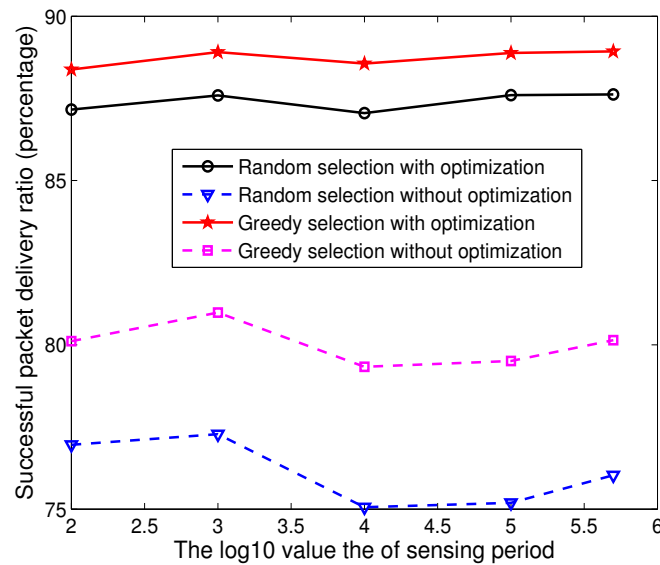 90
85
80
75
Successful packet delivery ratio (percentage)
Random selection with optimization
Random selection without optimization
Greedy selection with optimization
Greedy selection without optimization
2 2.5 3 3.5 4 4.5 5 5.5 6
The log10 value the of sensing period